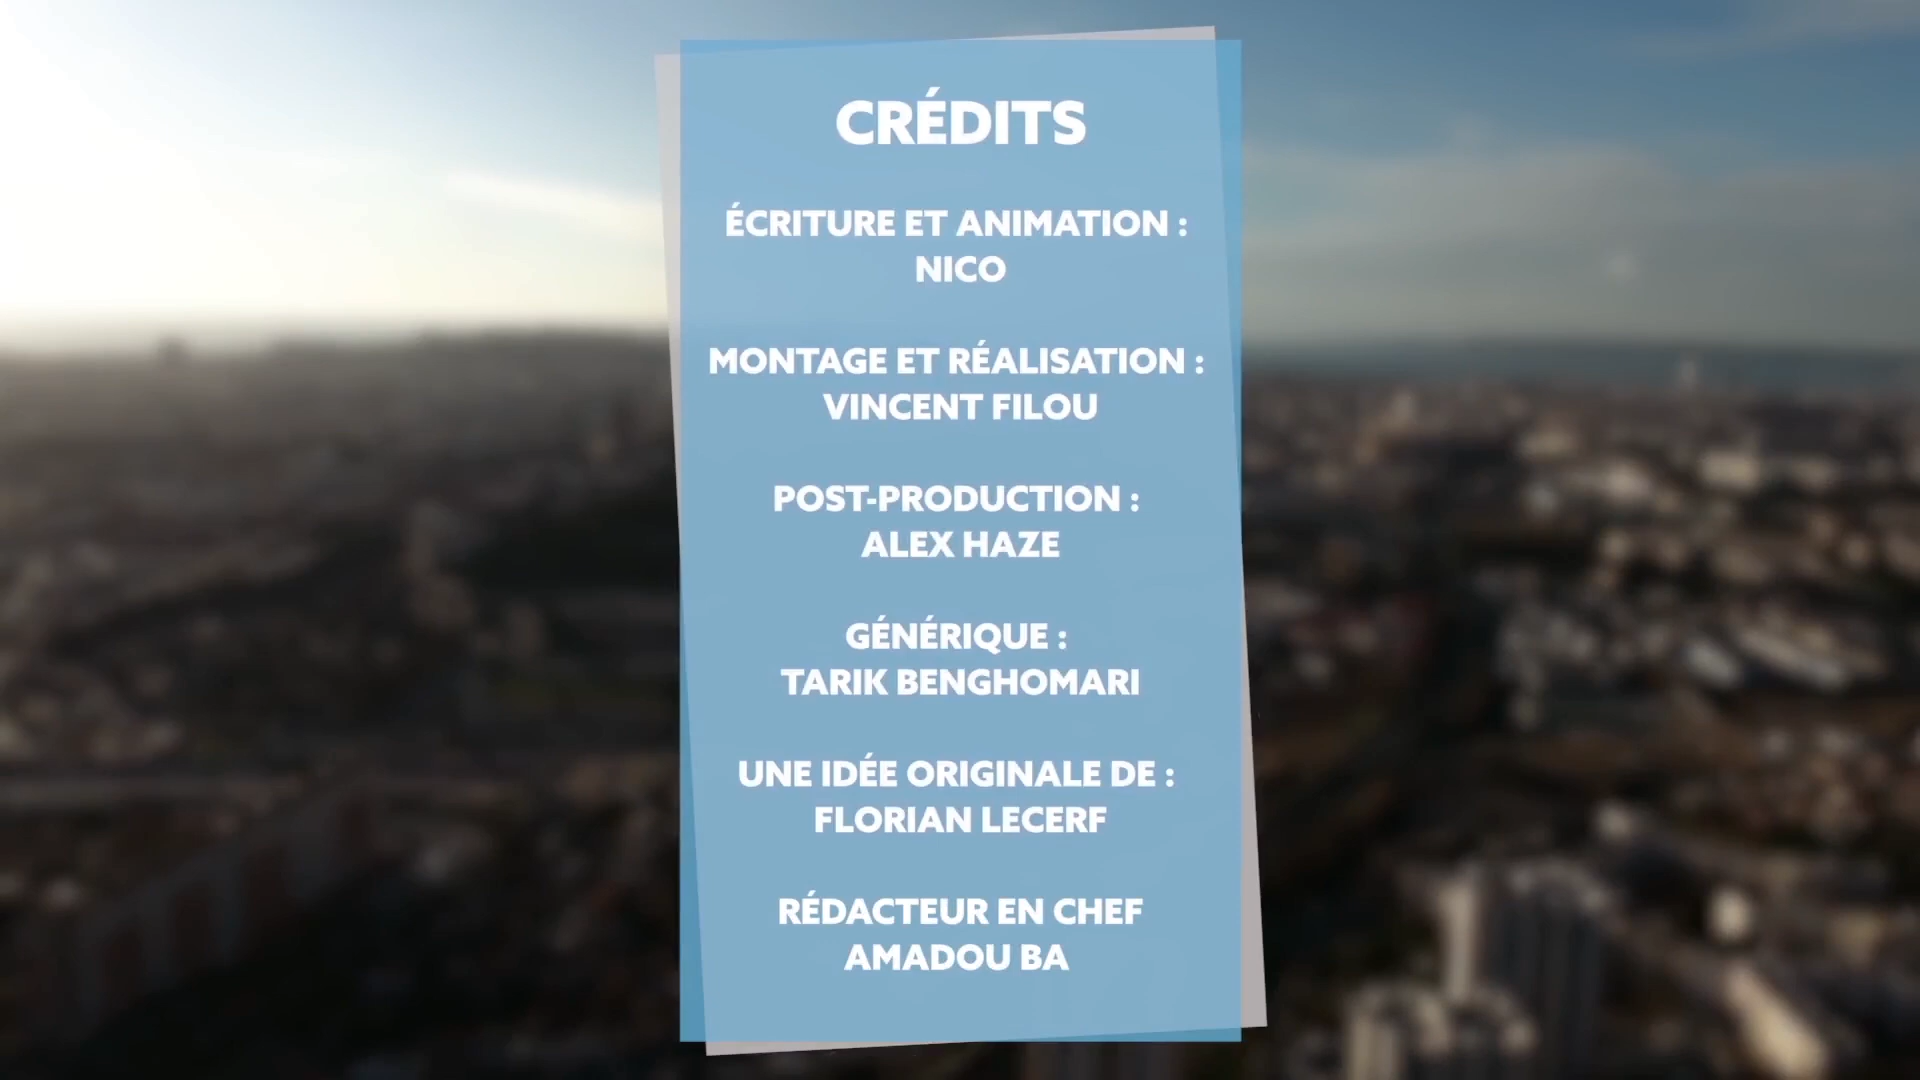 CRÉDITS
ÉCRITURE ET ANIMATION :
NICO
MONTAGE ET RÉALISATION :
VINCENT FILOU
POST-PRODUCTION :
ALEX HAZE
GÉNÉRIQUE :
TARIK BENGHOMARI
UNE IDÉE ORIGINALE DE :
FLORIAN LECERF
RÉDACTEUR EN CHEF
AMADOU BA